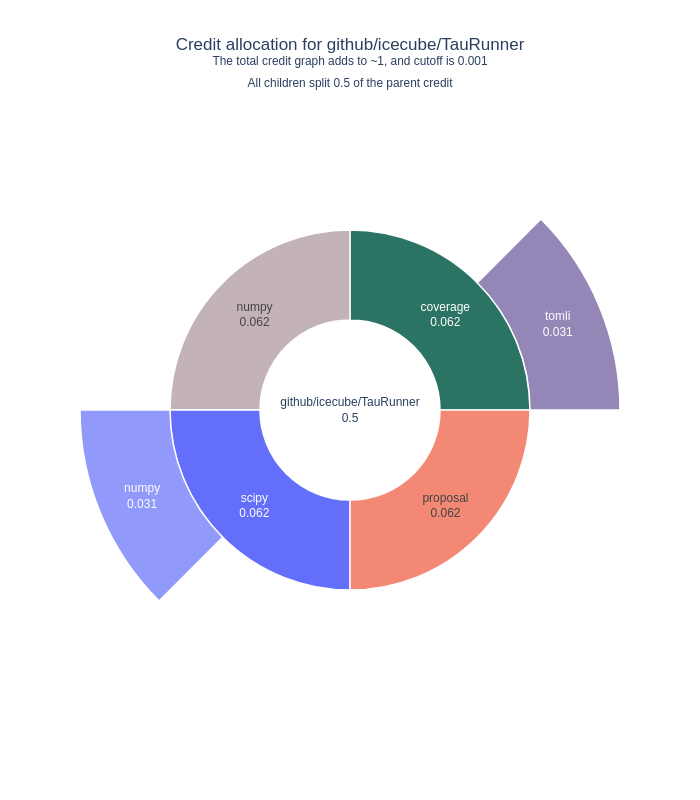 Credit allocation for github/icecube/TauRunner
The total credit graph adds to ~1, and cutoff is 0.001
All children split 0.5 of the parent credit
numpy
0.062
coverage
0.062
tomli
0.031
github/icecube/TauRunner
0.5
numpy
0.031
scipy
0.062
proposal
0.062